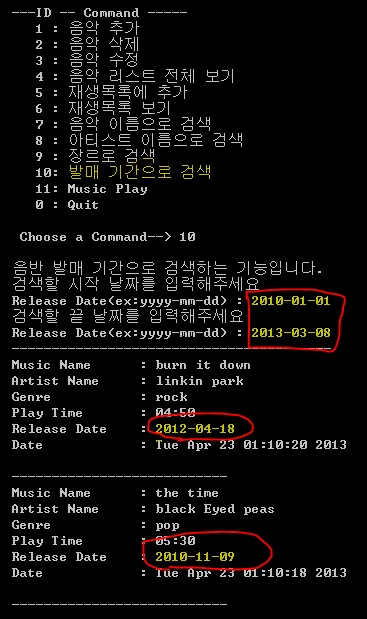 ---ID -- Command -----
1 : 음악 추가
2 : 음악 삭제
3 : 음악 수정
4 : 음악 리스트 전체 보기
5 : 재생목록에 추가
6 : 재생목록 보기
7 : 음악 이름으로 검색
8 : 아티스트 이름으로 검색
9 : 장르로 검색
10: 발매 기간으로 검색
11: Music Play
0 : Quit
Choose a Command--> 10
음반 발매 기간으로 검색하는 기능입니다.
검색할 시작 날짜를 입력해주세요
Release Date(ex:yyyy-mm-dd) : 2010-01-01
검색할 끝 날짜를 입력해주세요
Release Date(ex:yyyy-mm-dd) : 2013-03-08
----------------------------------------
Music Name : burn it down
Artist Name : linkin park
Genre : rock
Play Time : 04:50
Release Date : 2012-04-18
Date : Tue Apr 23 01:10:20 2013
---------------------------
Music Name : the time
Artist Name : black Eyed peas
Genre : pop
Play Time : 05:30
Release Date : 2010-11-09
Date : Tue Apr 23 01:10:18 2013
---------------------------